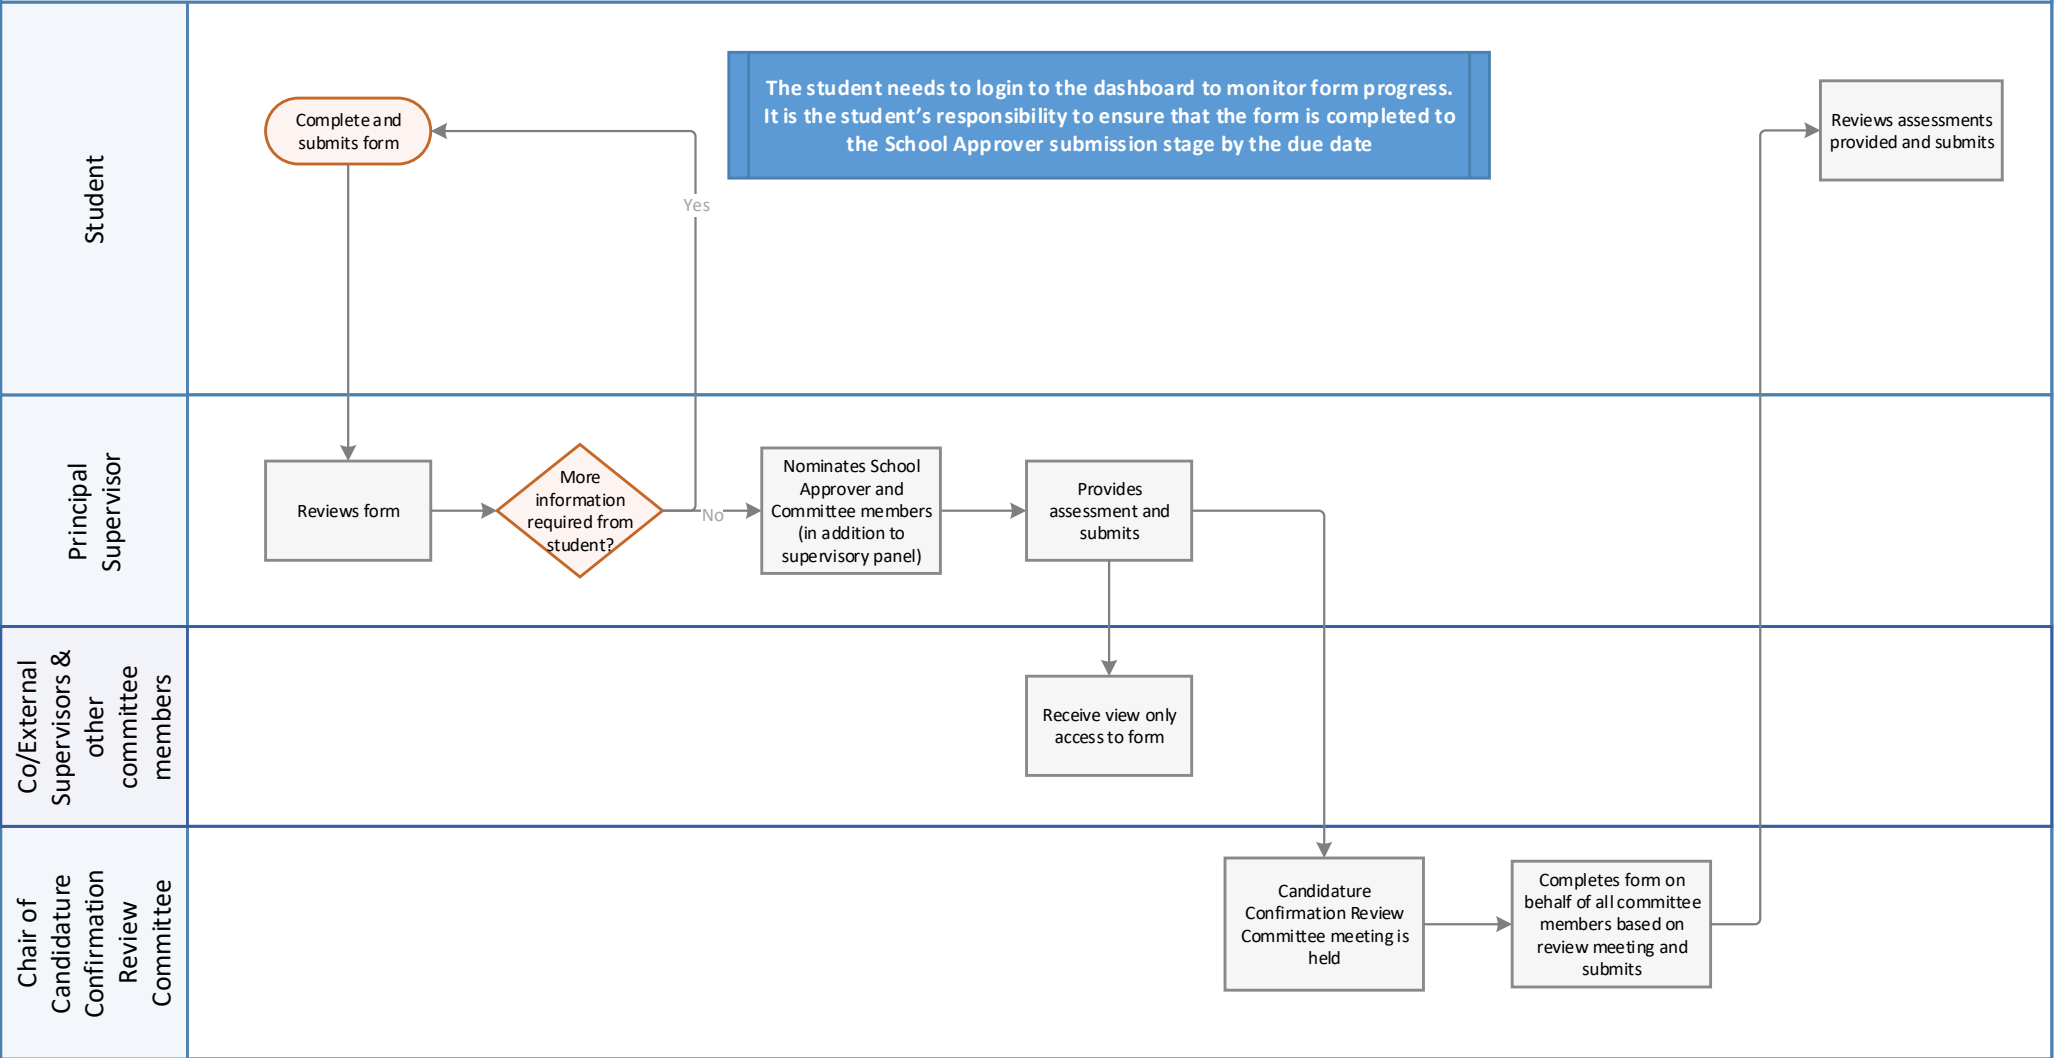 Student
Complete and
submits form
Yes
The student needs to login to the dashboard to monitor form progress.
It is the student’s responsibility to ensure that the form is completed to
the School Approver submission stage by the due date
Reviews assessments
provided and submits
Principal
Supervisor
Reviews form
More
information
required from
student?
No
Nominates School
Approver and
Committee members
(in addition to
supervisory panel)
Provides
assessment and
submits
Co/External
Supervisors &
other
committee
members
Receive view only
access to form
Chair of
Candidature
Confirmation
Review
Committee
Candidature
Confirmation Review
Committee meeting is
held
Completes form on
behalf of all committee
members based on
review meeting and
submits